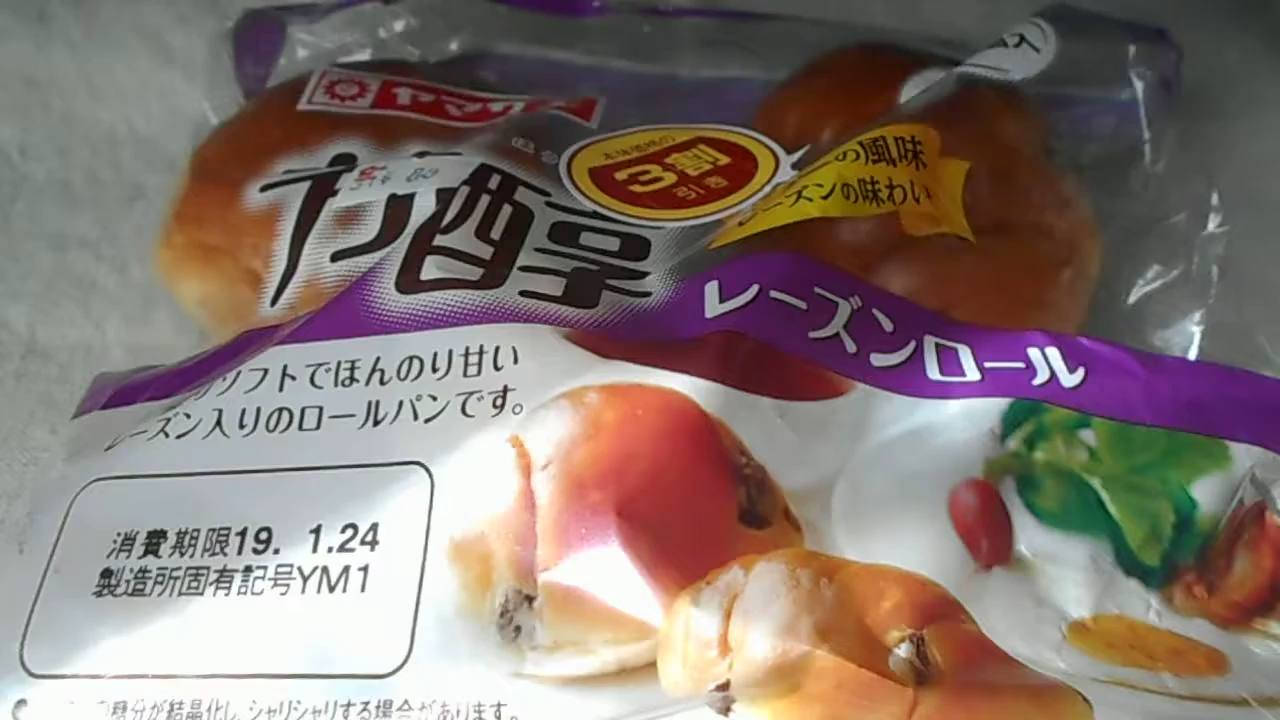 ヤマザキ
芳醇
本体価格の
3割
引き
の風味
レーズンの味わい
レーズンロール
ソフトでほんのり甘い
レーズン入りのロールパンです。
消費期限19. 1.24
製造所固有記号YM1
糖分が結晶化し、シャリシャリする場合があります。